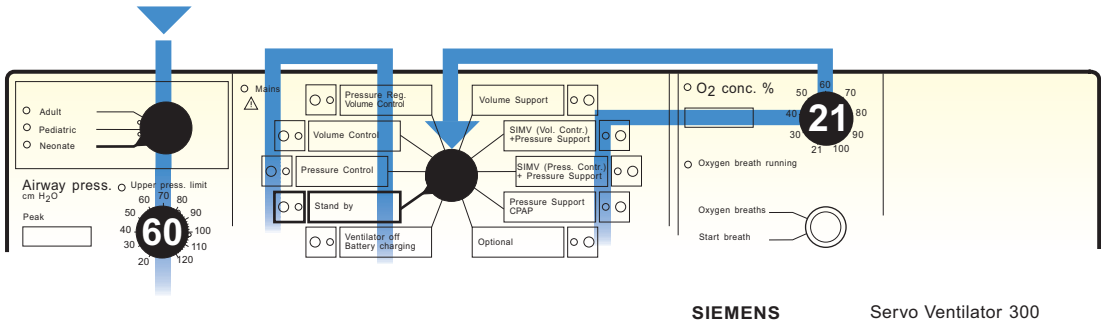 Adult
Pediatric
Neonate
Airway press.
cm H2O
Upper press. limit
Peak
20
30
40
50
60
70
80
90
100
110
120
60
Mains
Pressure Reg.
Volume Control
Volume Control
Pressure Control
Stand by
Ventilator off
Battery charging
Volume Support
SIMV (Vol. Contr.)
+Pressure Support
SIMV (Press. Contr.)
+ Pressure Support
Pressure Support
CPAP
Optional
O2 conc. %
21
30
40
50
60
70
80
90
100
21
Oxygen breath running
Oxygen breaths
Start breath
SIEMENS
Servo Ventilator 300